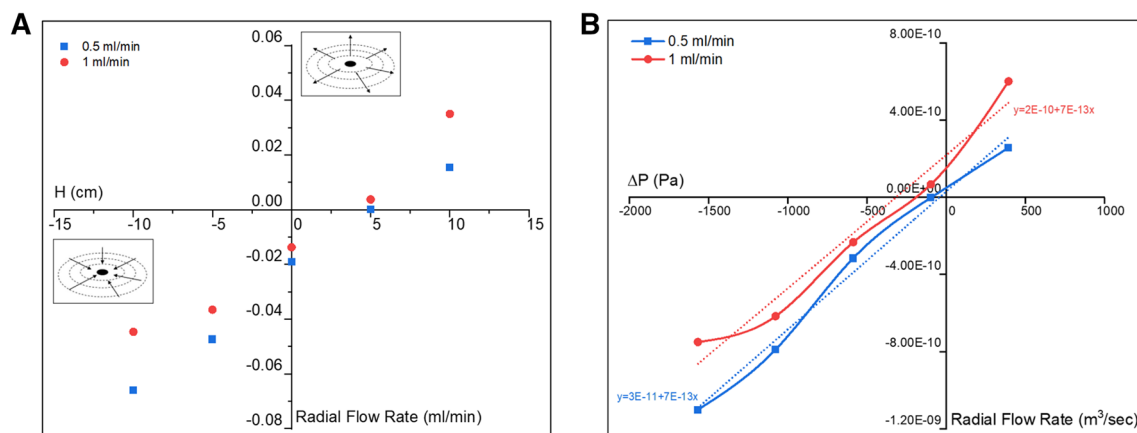 A
0.5 ml/min
1 ml/min
0.06
0.04
0.02
0.00
-0.02
-0.04
-0.06
-0.08
H (cm)
-15
-10
-5
0
5
10
15
Radial Flow Rate (ml/min)
B
0.5 ml/min
1 ml/min
8.00E-10
4.00E-10
0.00E+00
-4.00E-10
-8.00E-10
-1.20E-09
y=2E-10+7E-13x
ΔP (Pa)
-2000
-1500
-1000
-500
0
500
1000
y=3E-11+7E-13x
Radial Flow Rate (m³/sec)